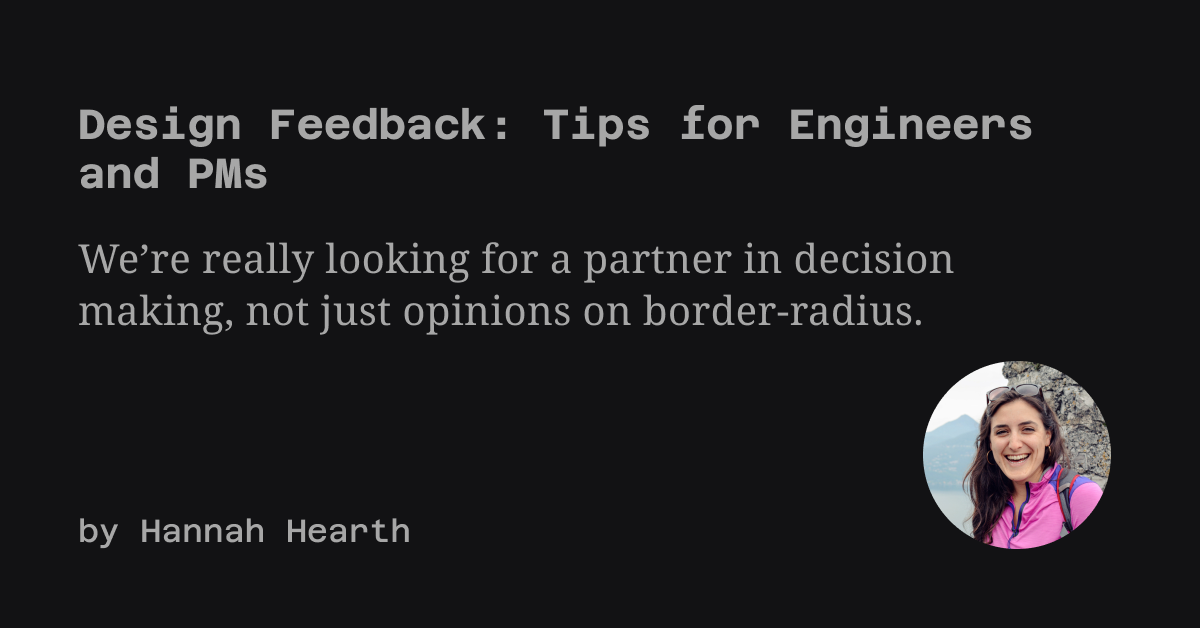 Design Feedback: Tips for Engineers
and PMs
We’re really looking for a partner in decision
making, not just opinions on border-radius.
by Hannah Hearth